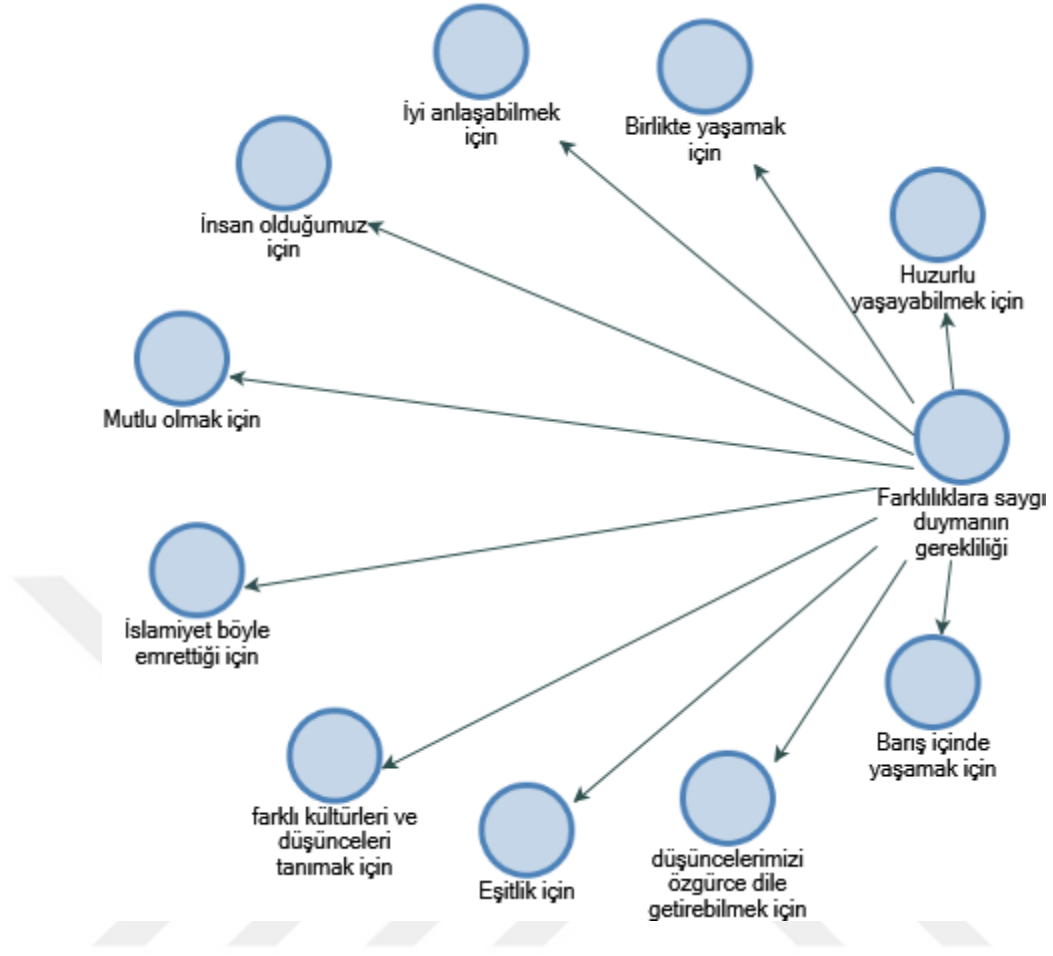 İyi anlaşabilmek
için
Birlikte yaşamak
için
İnsan olduğumuz
için
Huzurlu
yaşayabilmek için
Mutlu olmak için
Farklılıklara saygı
duymanın
gerekliliği
İslamiyet böyle
emrettiği için
Barış içinde
yaşamak için
farklı kültürleri ve
düşünceleri
tanımak için
Eşitlik için
düşüncelerimizi
özgürce dile
getirebilmek için